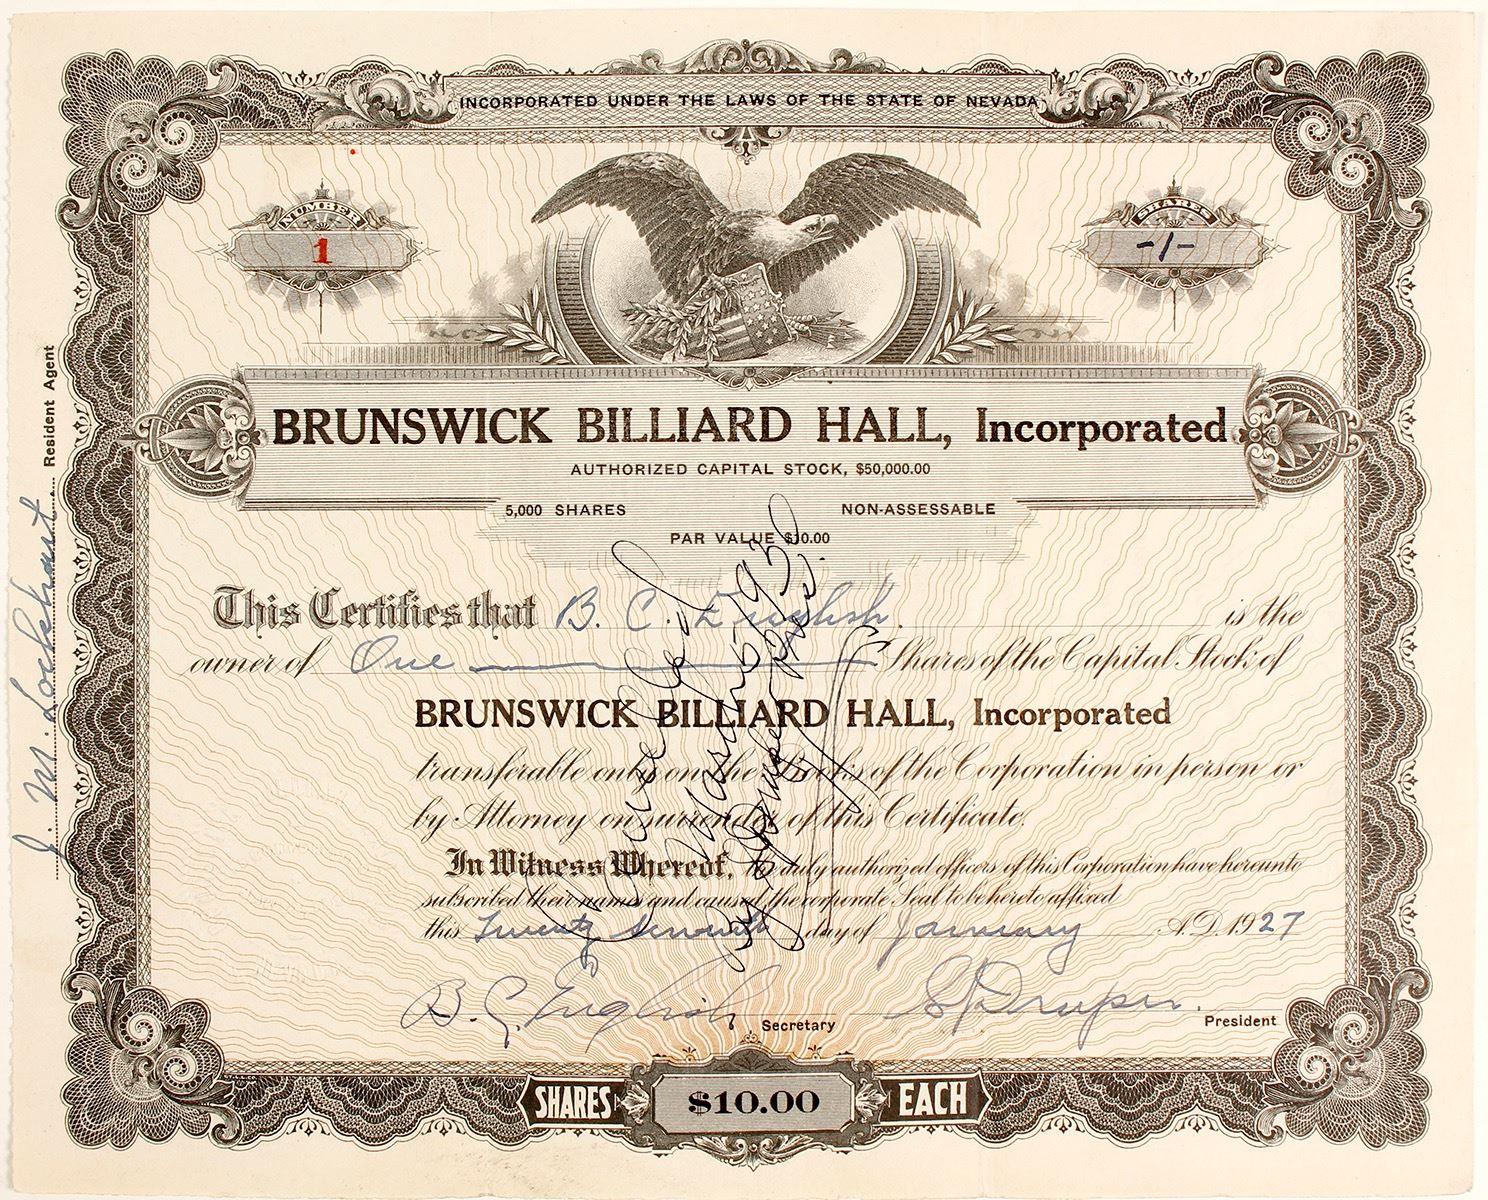 INCORPORATED UNDER THE LAWS OF THE STATE OF NEVADA
NUMBER
1
SHARES
-1-
BRUNSWICK BILLIARD HALL, Incorporated
AUTHORIZED CAPITAL STOCK, $50,000.00
5,000 SHARES NON-ASSESSABLE
PAR VALUE $10.00
This Certifies that B. C. English. is the
owner of One Shares of the Capital Stock of
BRUNSWICK BILLIARD HALL, Incorporated
transferable only on the Books of the Corporation in person or
by Attorney on surrender of this Certificate.
In Witness Whereof, the duly authorized officers of this Corporation have hereunto
subscribed their names and caused the corporate Seal to be hereto affixed
this Twenty Seventh day of January A.D. 1927
B. C. English Secretary
Draper. President
SHARES $10.00 EACH
J. M. Lockhart Resident Agent
Cancelled
March 1930